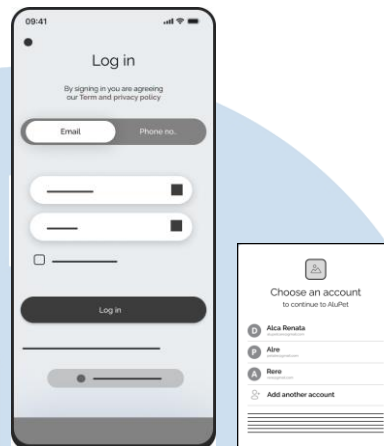 09:41
Log in
By signing in you are agreeing
our Term and privacy policy
Email Phone no..
Log in
Choose an account
to continue to AluPet
D Alca Renata
P Alre
A Rere
Add another account